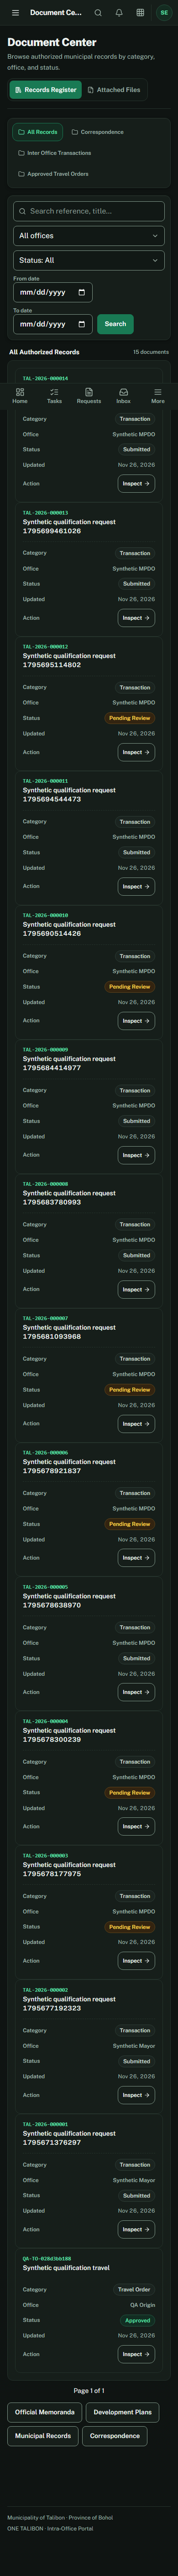 Document Ce...
SE
Document Center
Browse authorized municipal records by category,
office, and status.
Records Register
Attached Files
All Records
Correspondence
Inter Office Transactions
Approved Travel Orders
Search reference, title...
All offices
Status: All
From date
mm/dd/yyyy
To date
mm/dd/yyyy
Search
All Authorized Records
15 documents
TAL-2026-000014
Home
Tasks
Requests
Inbox
More
Category
Transaction
Office
Synthetic MPDO
Status
Submitted
Updated
Nov 26, 2026
Action
Inspect →
TAL-2026-000013
Synthetic qualification request
1795699461026
Category
Transaction
Office
Synthetic MPDO
Status
Submitted
Updated
Nov 26, 2026
Action
Inspect →
TAL-2026-000012
Synthetic qualification request
1795695114802
Category
Transaction
Office
Synthetic MPDO
Status
Pending Review
Updated
Nov 26, 2026
Action
Inspect →
TAL-2026-000011
Synthetic qualification request
1795694544473
Category
Transaction
Office
Synthetic MPDO
Status
Submitted
Updated
Nov 26, 2026
Action
Inspect →
TAL-2026-000010
Synthetic qualification request
1795690514426
Category
Transaction
Office
Synthetic MPDO
Status
Pending Review
Updated
Nov 26, 2026
Action
Inspect →
TAL-2026-000009
Synthetic qualification request
1795684414977
Category
Transaction
Office
Synthetic MPDO
Status
Submitted
Updated
Nov 26, 2026
Action
Inspect →
TAL-2026-000008
Synthetic qualification request
1795683780993
Category
Transaction
Office
Synthetic MPDO
Status
Submitted
Updated
Nov 26, 2026
Action
Inspect →
TAL-2026-000007
Synthetic qualification request
1795681093968
Category
Transaction
Office
Synthetic MPDO
Status
Pending Review
Updated
Nov 26, 2026
Action
Inspect →
TAL-2026-000006
Synthetic qualification request
1795678921837
Category
Transaction
Office
Synthetic MPDO
Status
Pending Review
Updated
Nov 26, 2026
Action
Inspect →
TAL-2026-000005
Synthetic qualification request
1795678638970
Category
Transaction
Office
Synthetic MPDO
Status
Submitted
Updated
Nov 26, 2026
Action
Inspect →
TAL-2026-000004
Synthetic qualification request
1795678300239
Category
Transaction
Office
Synthetic MPDO
Status
Pending Review
Updated
Nov 26, 2026
Action
Inspect →
TAL-2026-000003
Synthetic qualification request
1795678177975
Category
Transaction
Office
Synthetic MPDO
Status
Pending Review
Updated
Nov 26, 2026
Action
Inspect →
TAL-2026-000002
Synthetic qualification request
1795677192323
Category
Transaction
Office
Synthetic Mayor
Status
Submitted
Updated
Nov 26, 2026
Action
Inspect →
TAL-2026-000001
Synthetic qualification request
1795671376297
Category
Transaction
Office
Synthetic Mayor
Status
Submitted
Updated
Nov 26, 2026
Action
Inspect →
QA-TO-028d3bb188
Synthetic qualification travel
Category
Travel Order
Office
QA Origin
Status
Approved
Updated
Nov 26, 2026
Action
Inspect →
Page 1 of 1
Official Memoranda
Development Plans
Municipal Records
Correspondence
Municipality of Talibon · Province of Bohol
ONE TALIBON · Intra-Office Portal